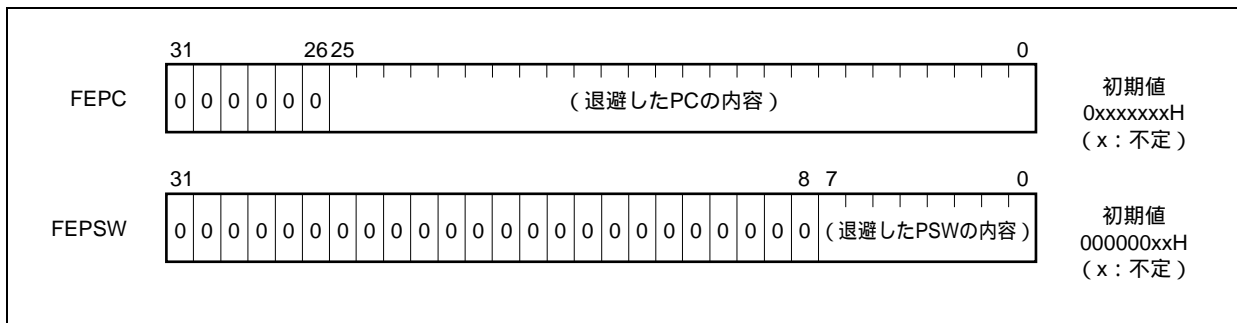 31 26 25 0
FEPC 0 0 0 0 0 0 (退避したPCの内容) 初期値
0xxxxxxxH
(x:不定)
31 8 7 0
FEPSW 0 0 0 0 0 0 0 0 0 0 0 0 0 0 0 0 0 0 0 0 0 0 0 0 (退避したPSWの内容) 初期値
000000xxH
(x:不定)